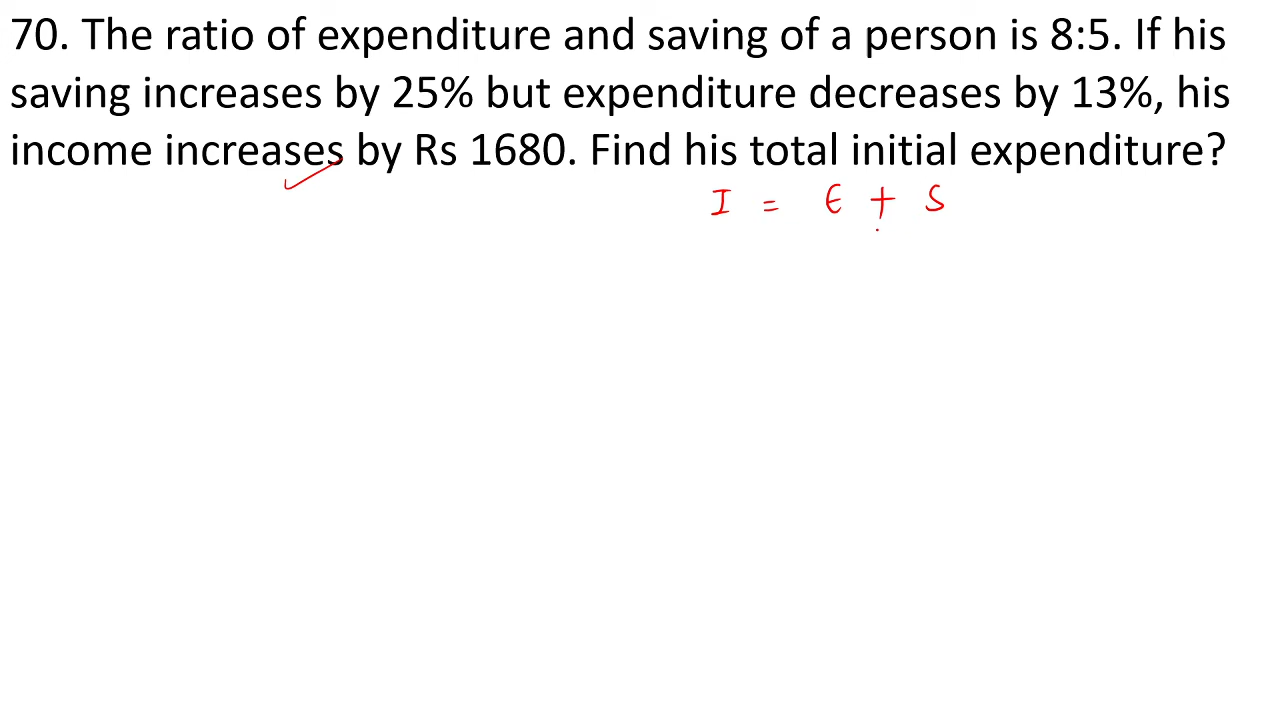 70. The ratio of expenditure and saving of a person is 8:5. If his
saving increases by 25% but expenditure decreases by 13%, his
income increases by Rs 1680. Find his total initial expenditure?
I = E + S